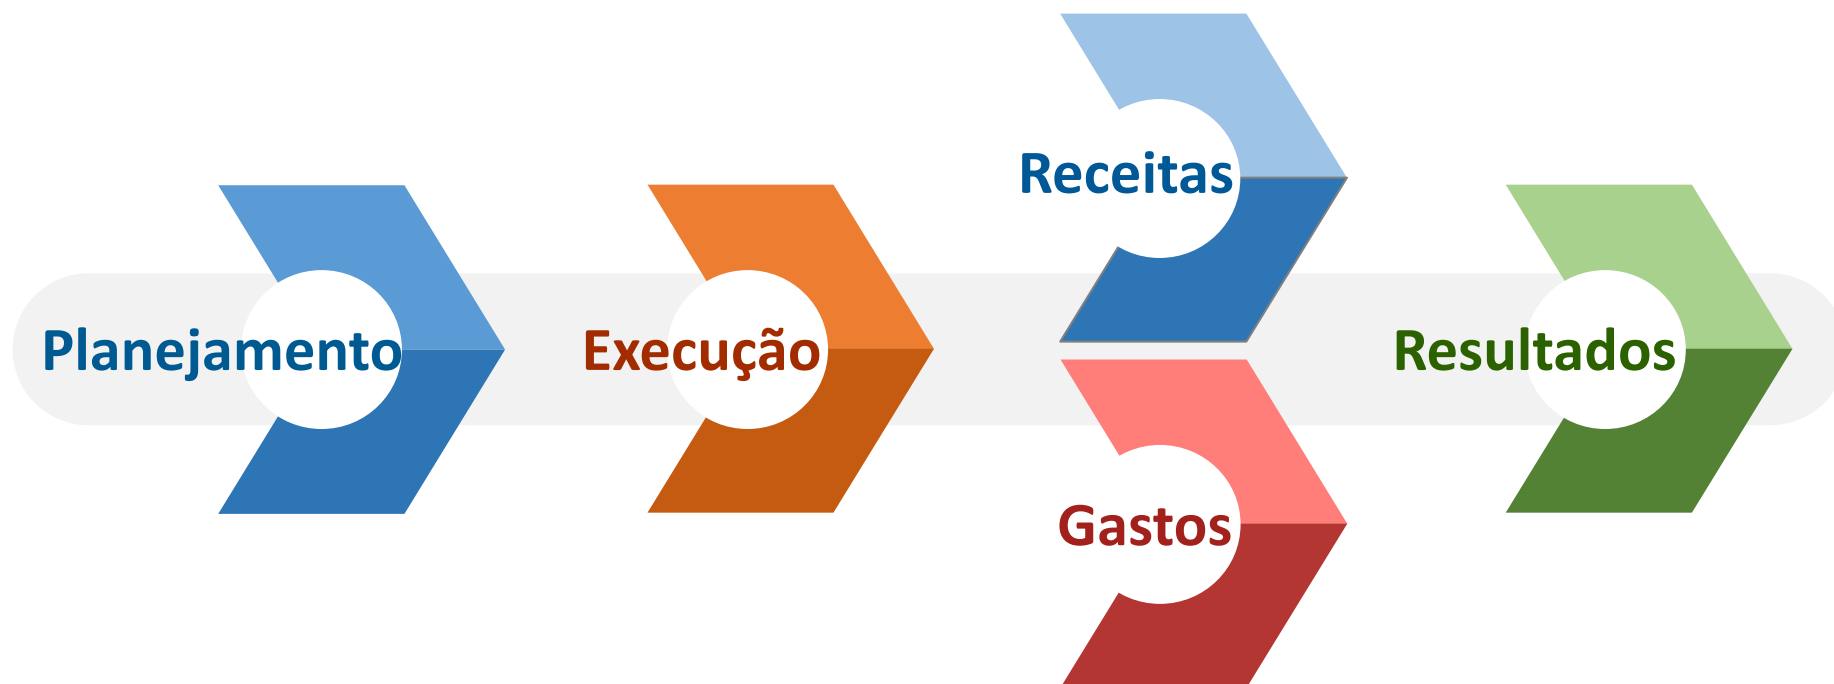 Planejamento
Execução
Receitas
Gastos
Resultados